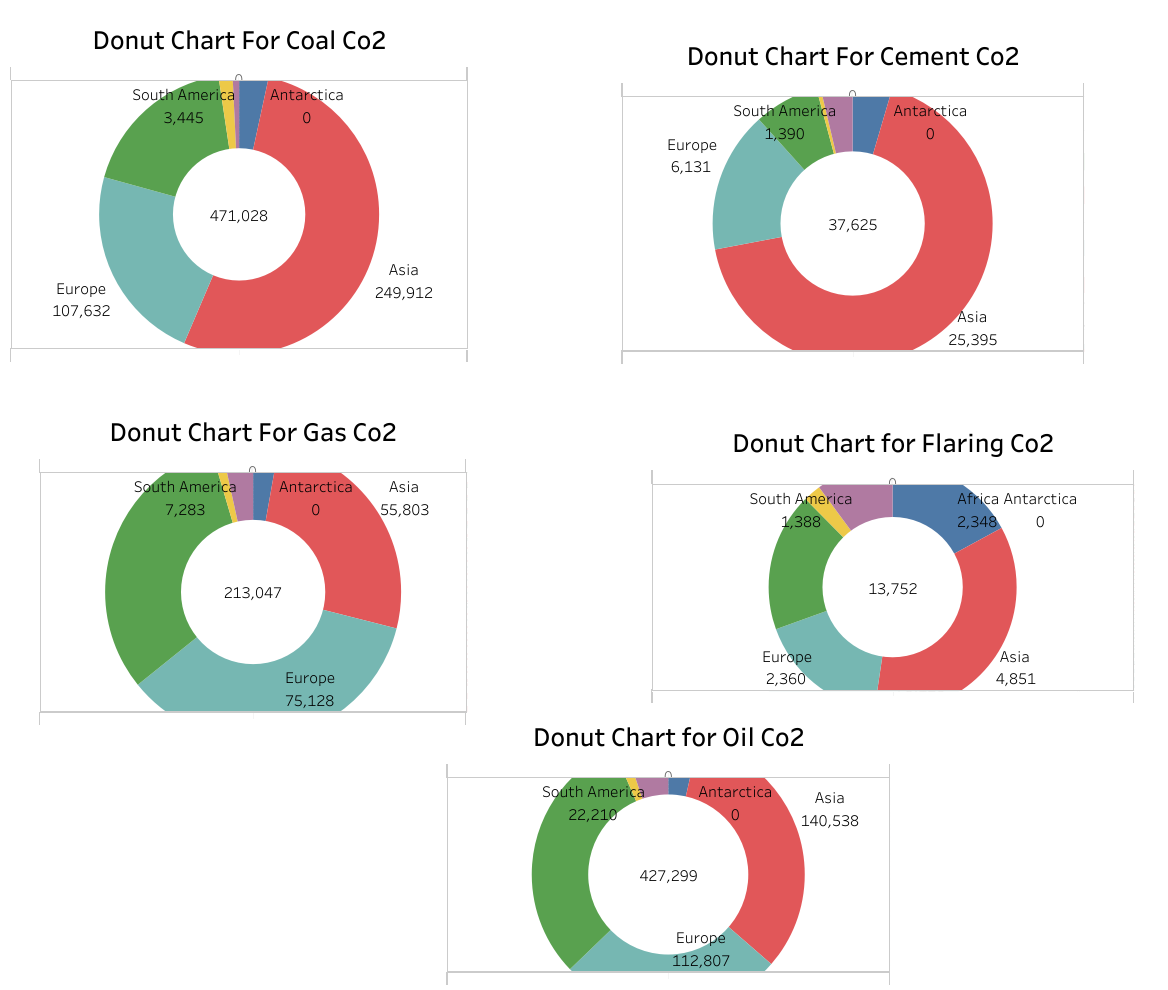 Donut Chart For Coal Co2
0
South America
3,445
Antarctica
0
471,028
Asia
249,912
Europe
107,632
Donut Chart For Cement Co2
0
South America
1,390
Antarctica
0
Europe
6,131
37,625
Asia
25,395
Donut Chart For Gas Co2
0
South America
7,283
Antarctica
0
Asia
55,803
213,047
Europe
75,128
Donut Chart for Flaring Co2
0
South America
1,388
Africa
2,348
Antarctica
0
13,752
Europe
2,360
Asia
4,851
Donut Chart for Oil Co2
0
South America
22,210
Antarctica
0
Asia
140,538
427,299
Europe
112,807